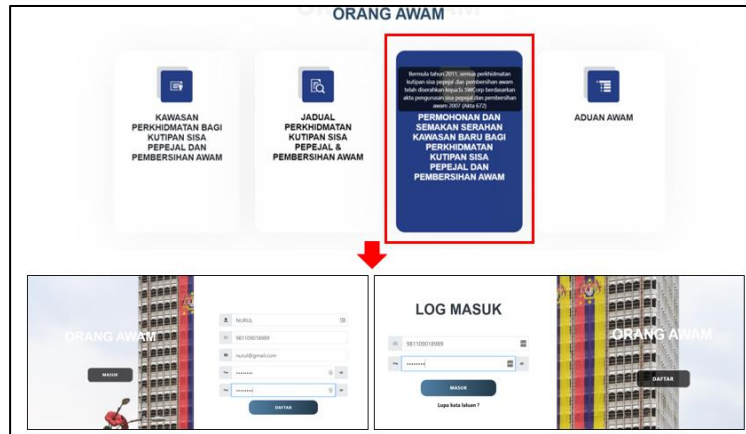 ORANG AWAM
KAWASAN
PERKHIDMATAN BAGI
KUTIPAN SISA
PEPEJAL DAN
PEMBERSIHAN AWAM
JADUAL
PERKHIDMATAN
KUTIPAN SISA
PEPEJAL &
PEMBERSIHAN AWAM
Bermula tahun 2011, semua perkhidmatan
kutipan sisa pepejal dan pembersihan awam
telah diserahkan kepada SWCorp berdasarkan
akta pengurusan sisa pepejal dan pembersihan
awam 2007 (Akta 672)
PERMOHONAN DAN
SEMAKAN SERAHAN
KAWASAN BARU BAGI
PERKHIDMATAN
KUTIPAN SISA
PEPEJAL DAN
PEMBERSIHAN AWAM
ADUAN AWAM
ORANG AWAM
MASUK
NURUL
981109018989
nurul@gmail.com
DAFTAR
LOG MASUK
981109018989
MASUK
Lupa kata laluan ?
ORANG AWAM
DAFTAR